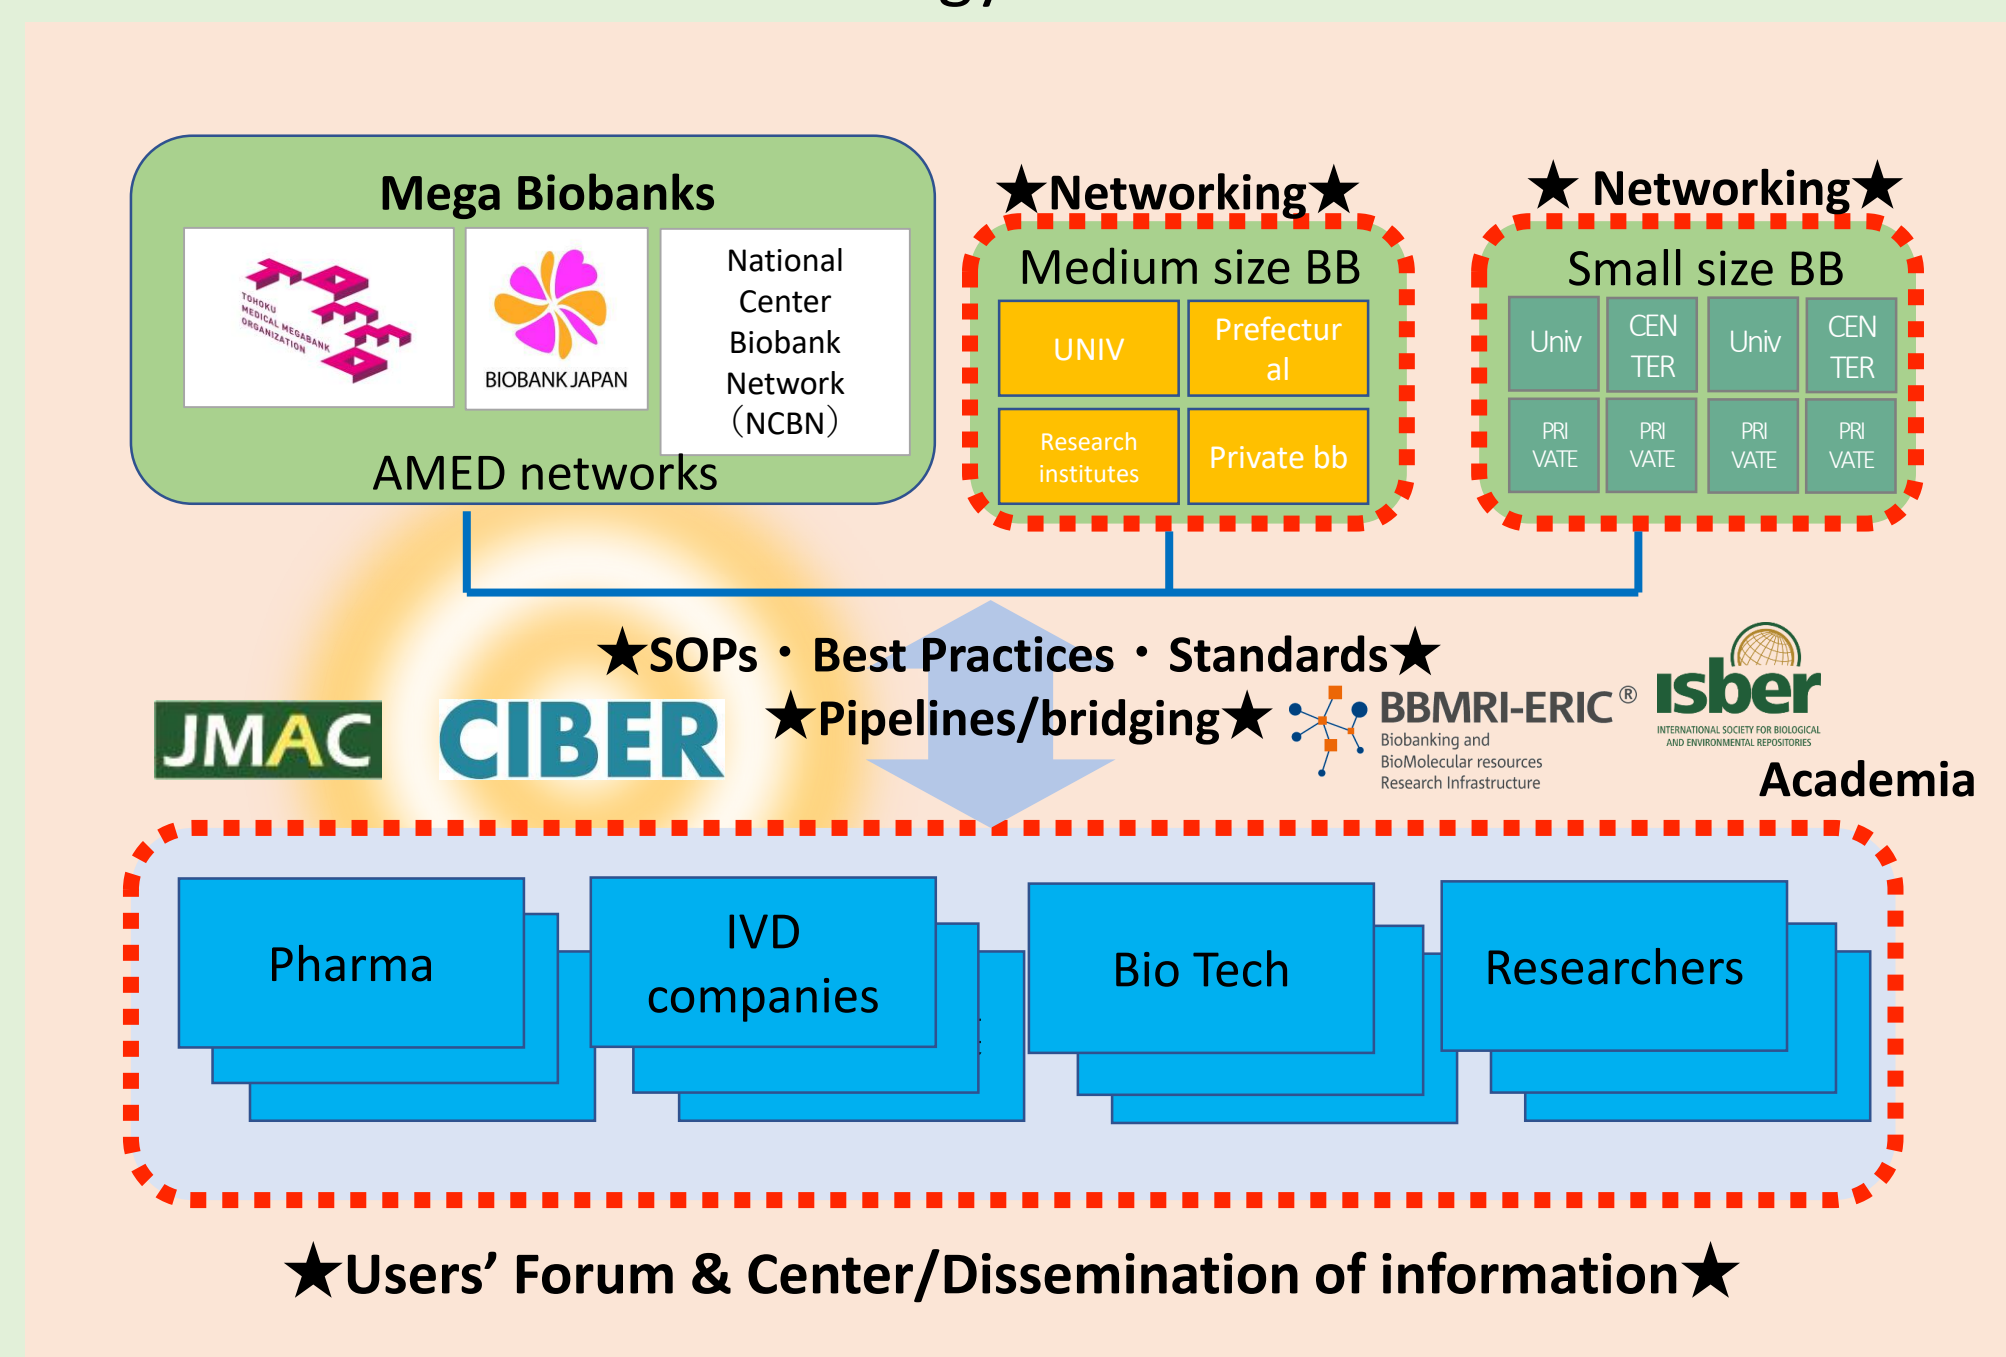 Mega Biobanks
TOHOKU
MEDICAL MEGABANK
ORGANIZATION
BIOBANK JAPAN
National
Center
Biobank
Network
（NCBN）
AMED networks
★Networking★
Medium size BB
UNIV
Prefectur
al
Research
institutes
Private bb
★ Networking★
Small size BB
Univ
CEN
TER
Univ
CEN
TER
PRI
VATE
PRI
VATE
PRI
VATE
PRI
VATE
★SOPs・Best Practices・Standards★
★Pipelines/bridging★
JMAC
CIBER
BBMRI-ERIC®
Biobanking and
BioMolecular resources
Research Infrastructure
isber
INTERNATIONAL SOCIETY FOR BIOLOGICAL
AND ENVIRONMENTAL REPOSITORIES
Academia
Pharma
IVD
companies
Bio Tech
Researchers
★Users’ Forum & Center/Dissemination of information★